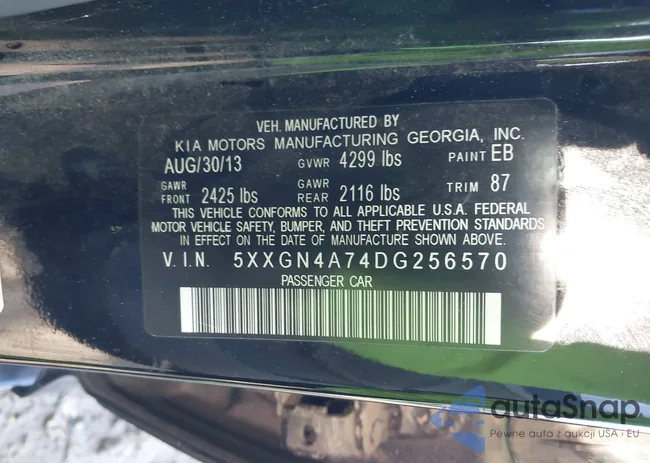 VEH. MANUFACTURED BY
KIA MOTORS MANUFACTURING GEORGIA, INC.
AUG/30/13 GVWR 4299 lbs PAINT EB
GAWR FRONT 2425 lbs GAWR REAR 2116 lbs TRIM 87
THIS VEHICLE CONFORMS TO ALL APPLICABLE U.S.A. FEDERAL
MOTOR VEHICLE SAFETY, BUMPER, AND THEFT PREVENTION STANDARDS
IN EFFECT ON THE DATE OF MANUFACTURE SHOWN ABOVE.
V.I.N. 5XXGN4A74DG256570
PASSENGER CAR
autoSnap
Pewne auta z aukcji USA i EU